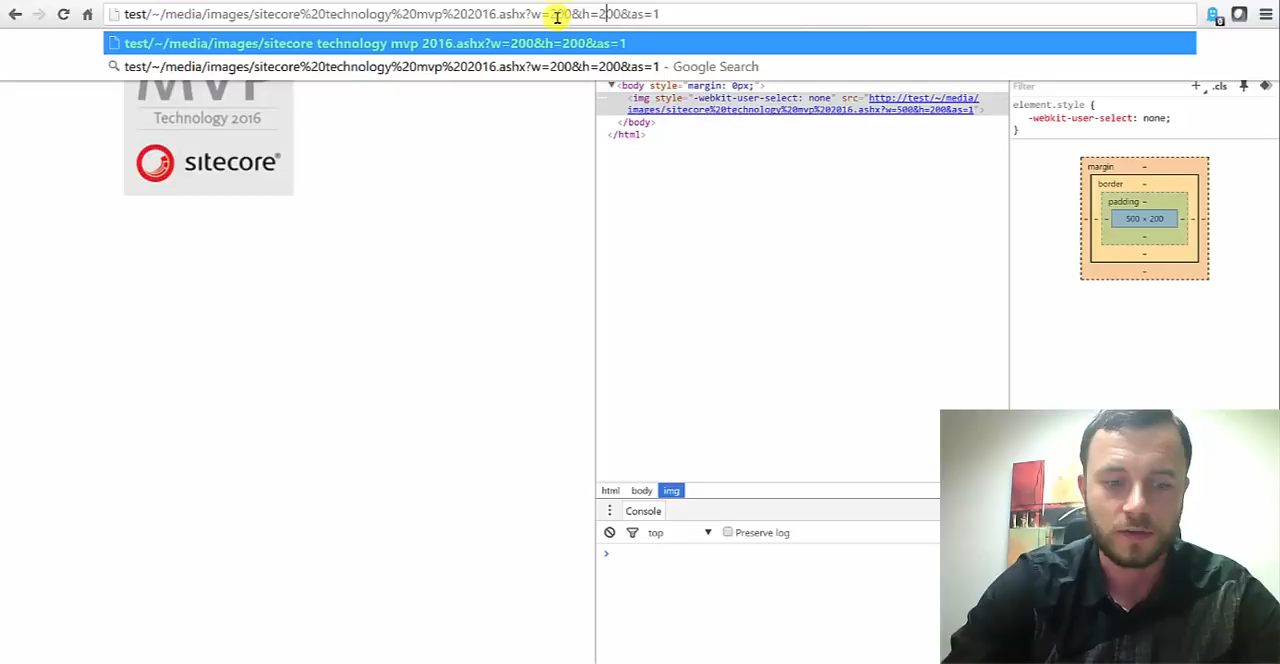 test/~/media/images/sitecore%20technology%20mvp%202016.ashx?w=200&h=200&as=1
test/~/media/images/sitecore technology mvp 2016.ashx?w=200&h=200&as=1
test/~/media/images/sitecore%20technology%20mvp%202016.ashx?w=200&h=200&as=1 - Google Search
MVP
Technology 2016
sitecore®
▼<body style="margin: 0px;">
<img style="-webkit-user-select: none" src="http://test/~/media/
images/sitecore%20technology%20mvp%202016.ashx?w=500&h=200&as=1">
</body>
</html>
Filter
+ .cls
element.style {
-webkit-user-select: none;
}
margin -
border -
padding -
- - - 500 × 200 - - -
-
-
-
html body img
Console
top ▼ Preserve log
>